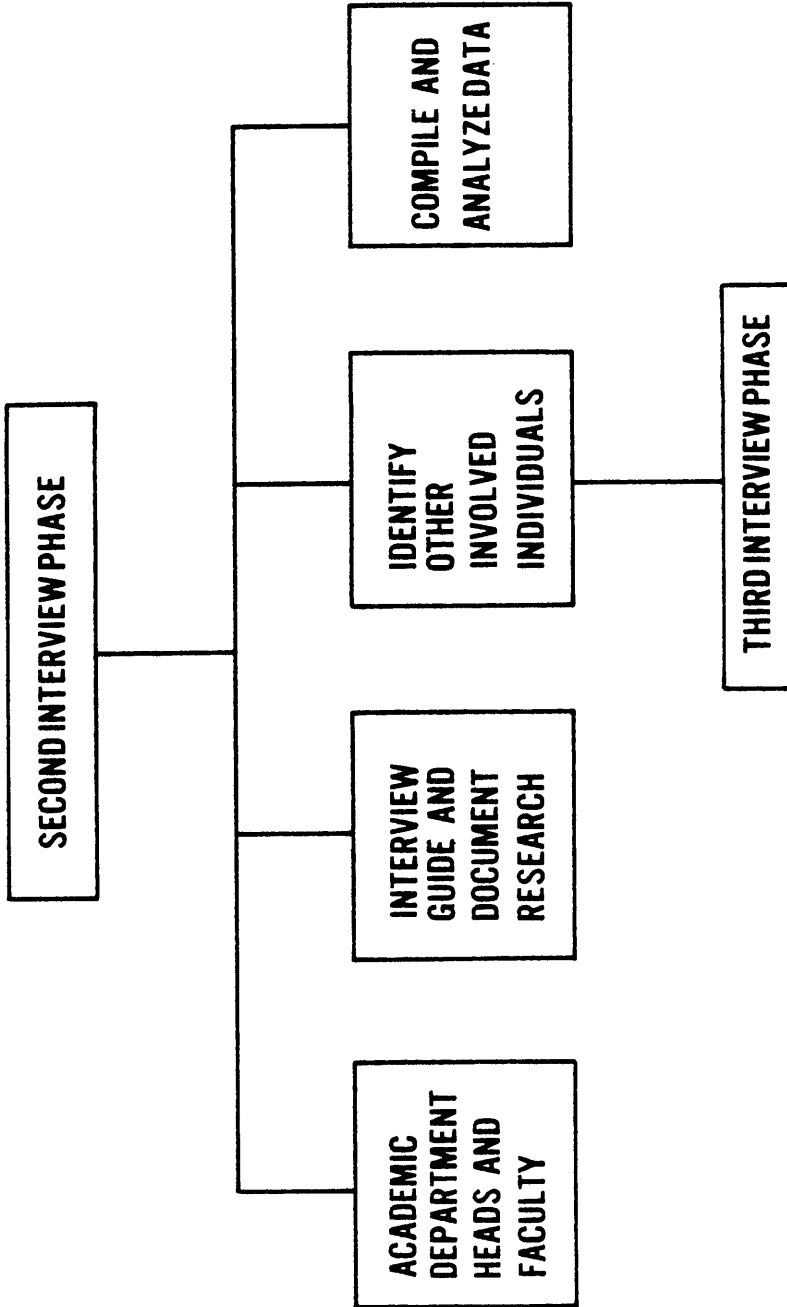 SECOND INTERVIEW PHASE
ACADEMIC
DEPARTMENT
HEADS AND
FACULTY
INTERVIEW
GUIDE AND
DOCUMENT
RESEARCH
IDENTIFY
OTHER
INVOLVED
INDIVIDUALS
COMPILE AND
ANALYZE DATA
THIRD INTERVIEW PHASE